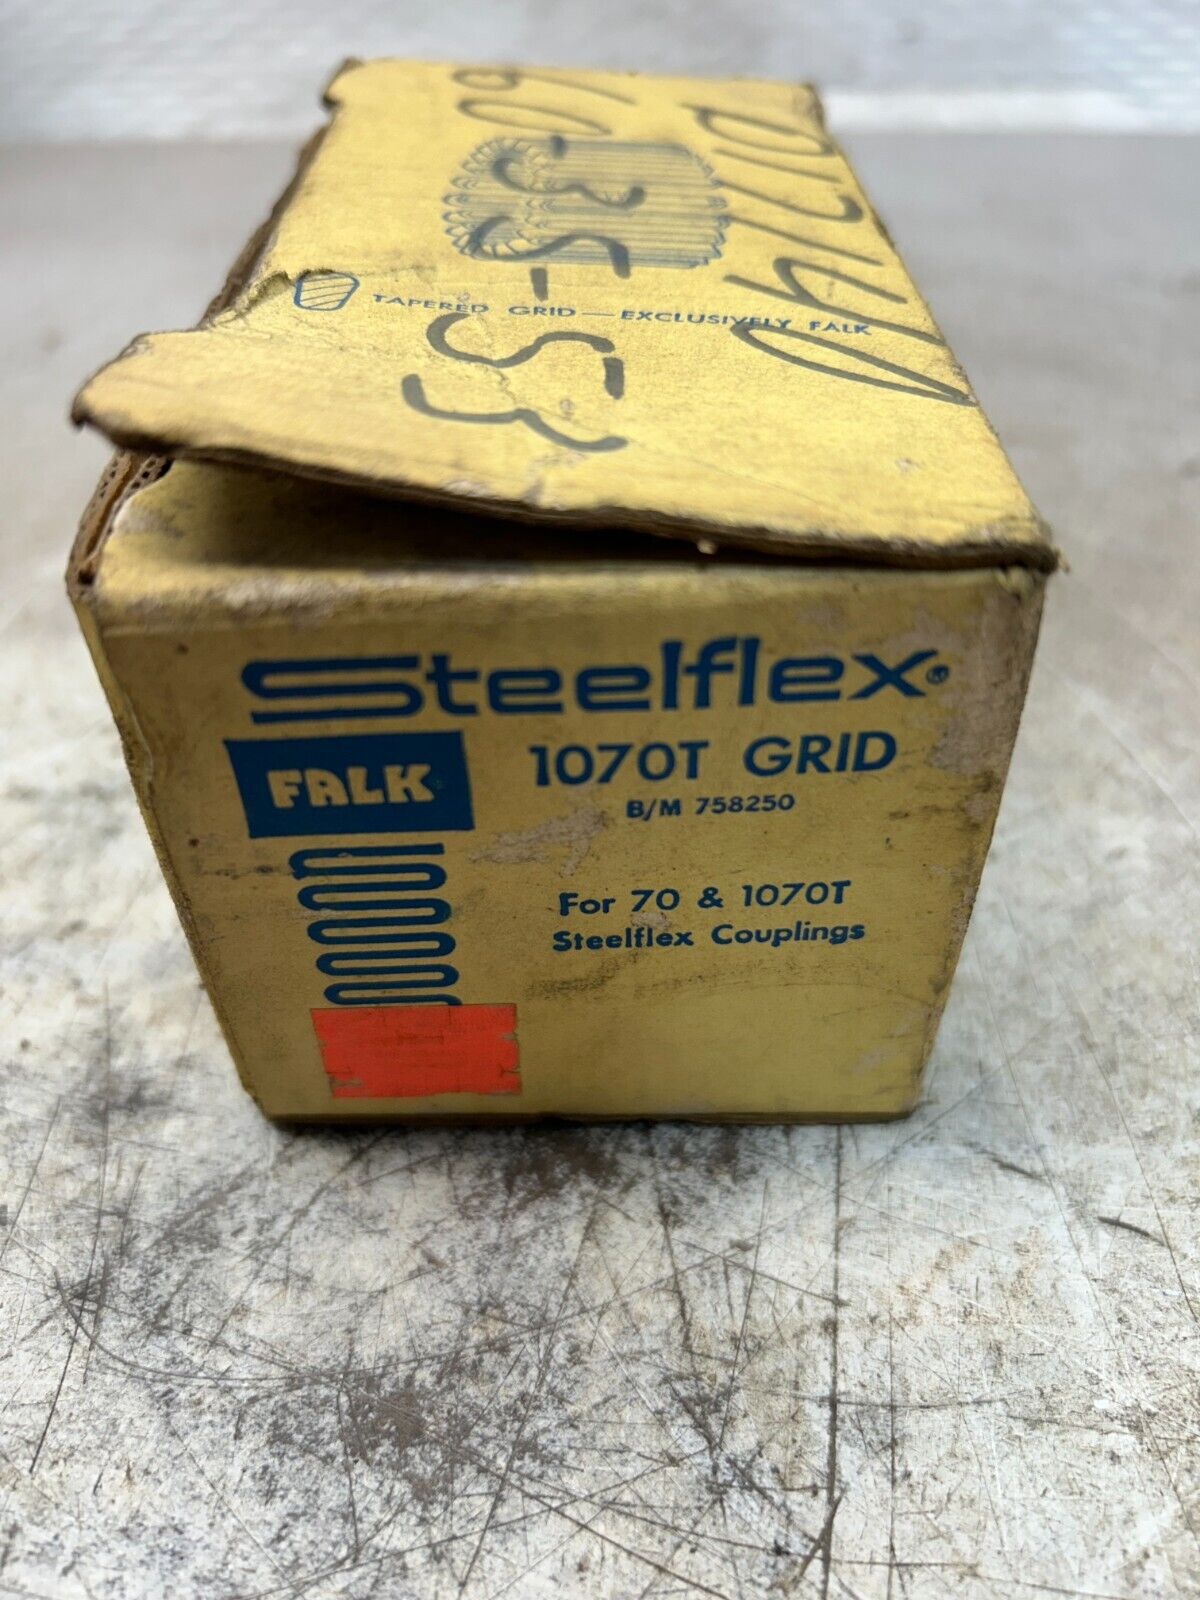 TAPERED GRID—EXCLUSIVELY FALK
Steelflex®
FALK
1070T GRID
B/M 758250
For 70 & 1070T
Steelflex Couplings